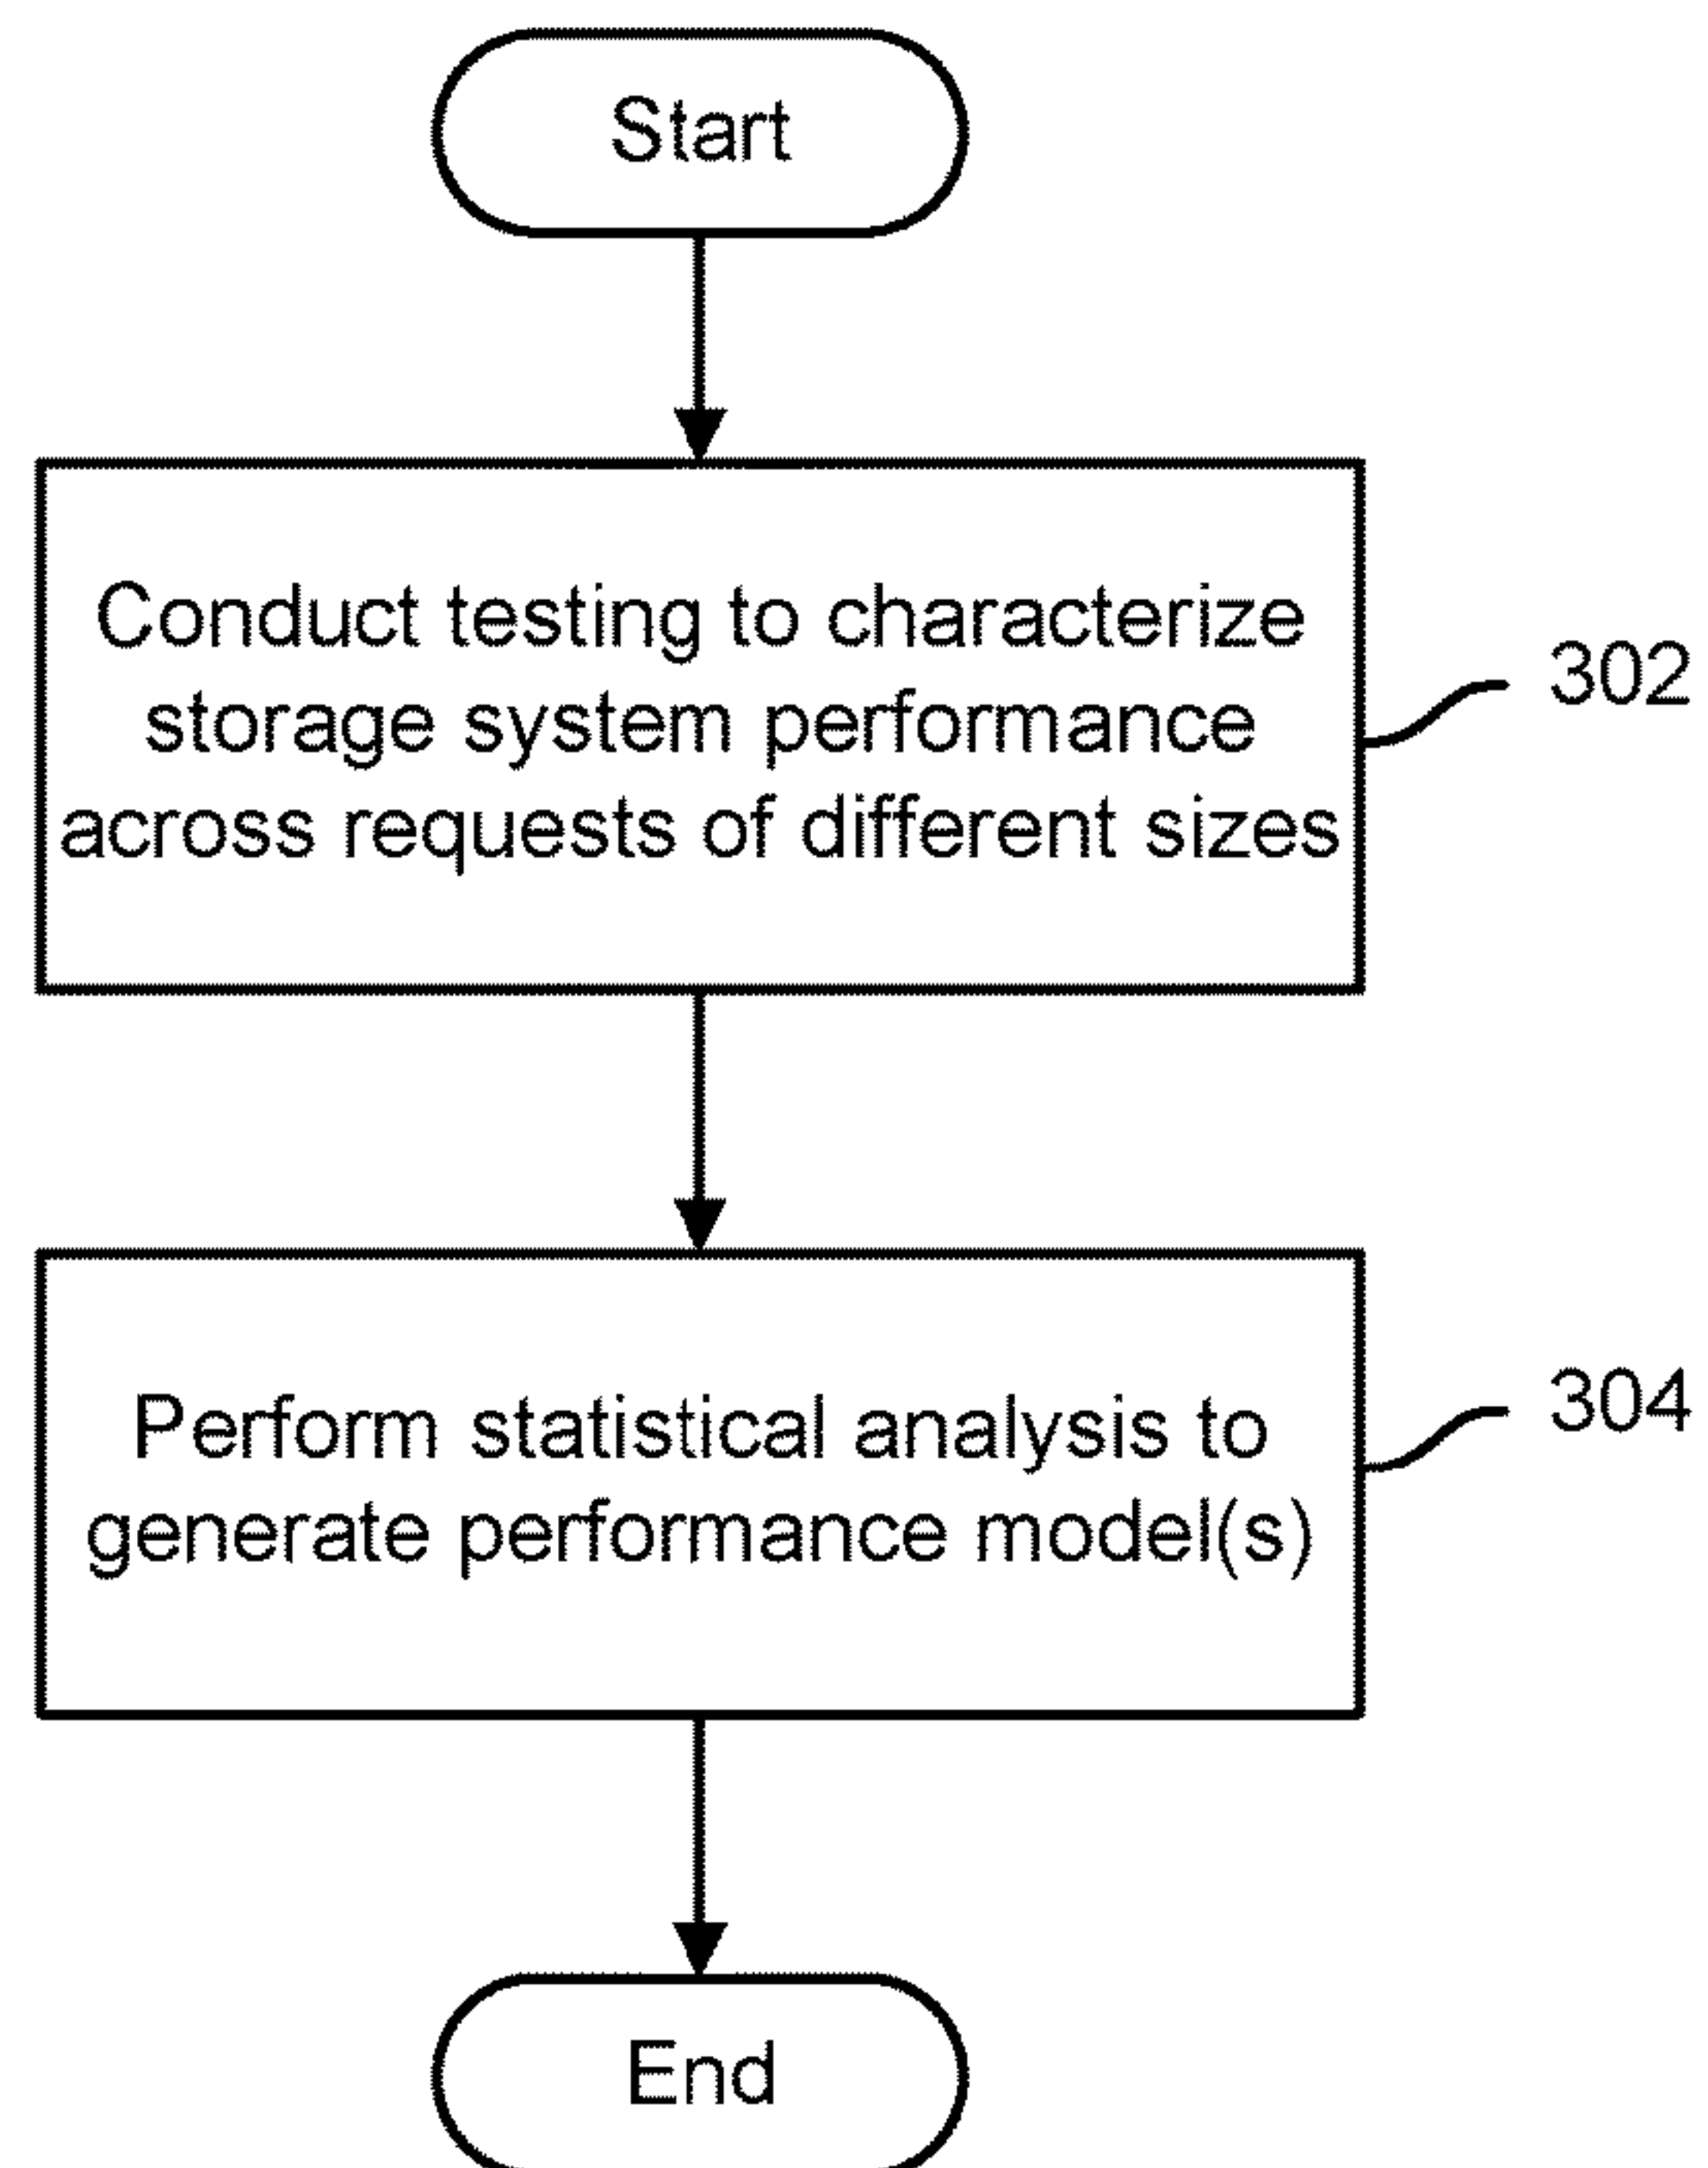 Start
Conduct testing to characterize
storage system performance
across requests of different sizes
302
Perform statistical analysis to
generate performance model(s)
304
End